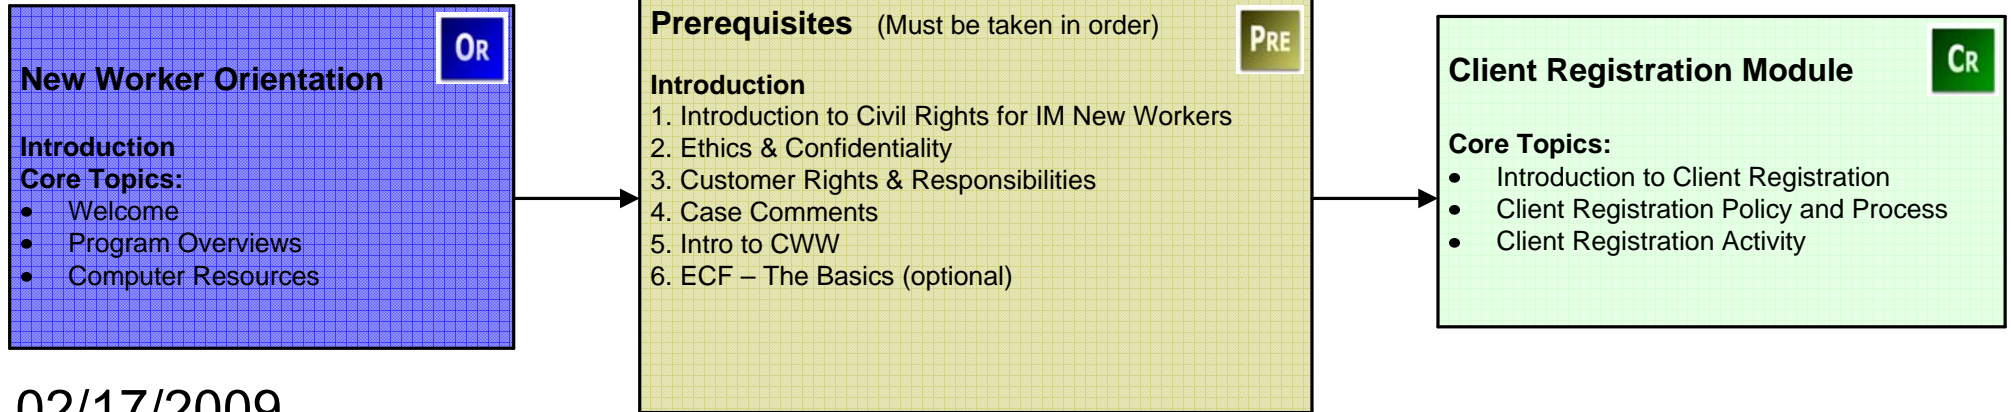 New Worker Orientation
OR
Introduction
Core Topics:
• Welcome
• Program Overviews
• Computer Resources
Prerequisites (Must be taken in order)
PRE
Introduction
1. Introduction to Civil Rights for IM New Workers
2. Ethics & Confidentiality
3. Customer Rights & Responsibilities
4. Case Comments
5. Intro to CWW
6. ECF – The Basics (optional)
Client Registration Module
CR
Core Topics:
• Introduction to Client Registration
• Client Registration Policy and Process
• Client Registration Activity
02/17/2009